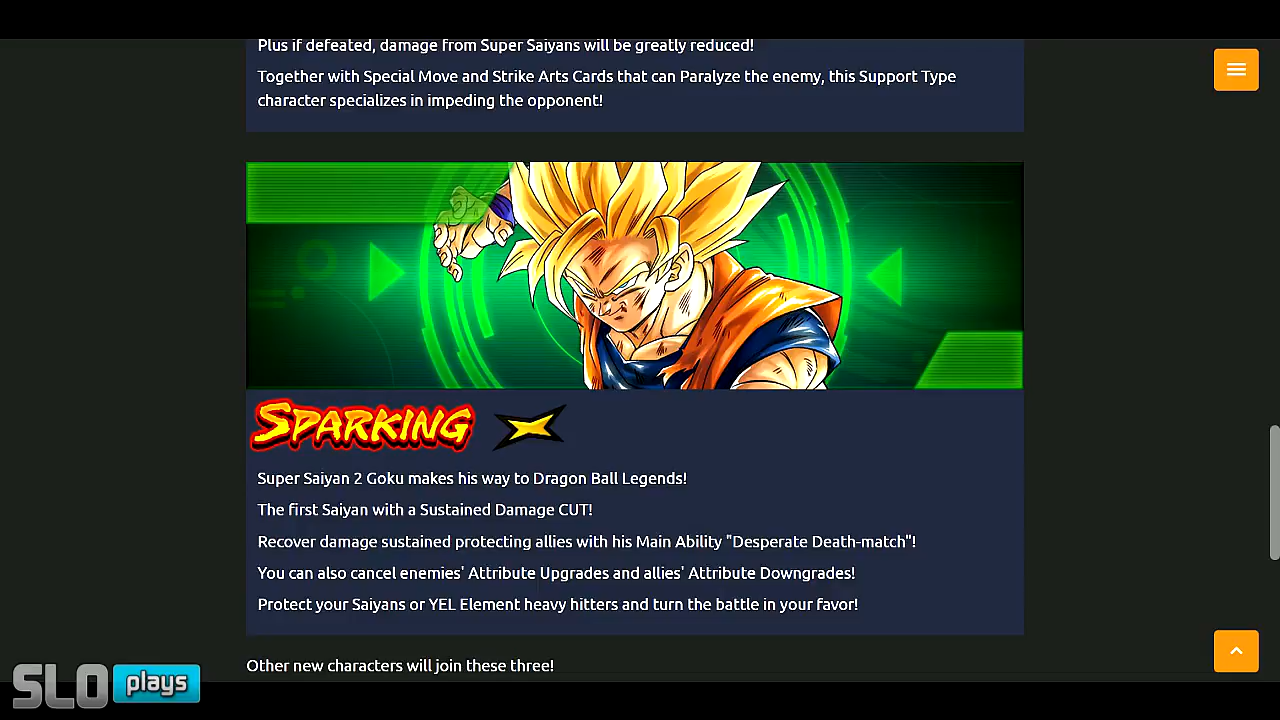 Plus if defeated, damage from Super Saiyans will be greatly reduced!
Together with Special Move and Strike Arts Cards that can Paralyze the enemy, this Support Type
character specializes in impeding the opponent!
SPARKING
Super Saiyan 2 Goku makes his way to Dragon Ball Legends!
The first Saiyan with a Sustained Damage CUT!
Recover damage sustained protecting allies with his Main Ability "Desperate Death-match"!
You can also cancel enemies' Attribute Upgrades and allies' Attribute Downgrades!
Protect your Saiyans or YEL Element heavy hitters and turn the battle in your favor!
Other new characters will join these three!
SLO plays